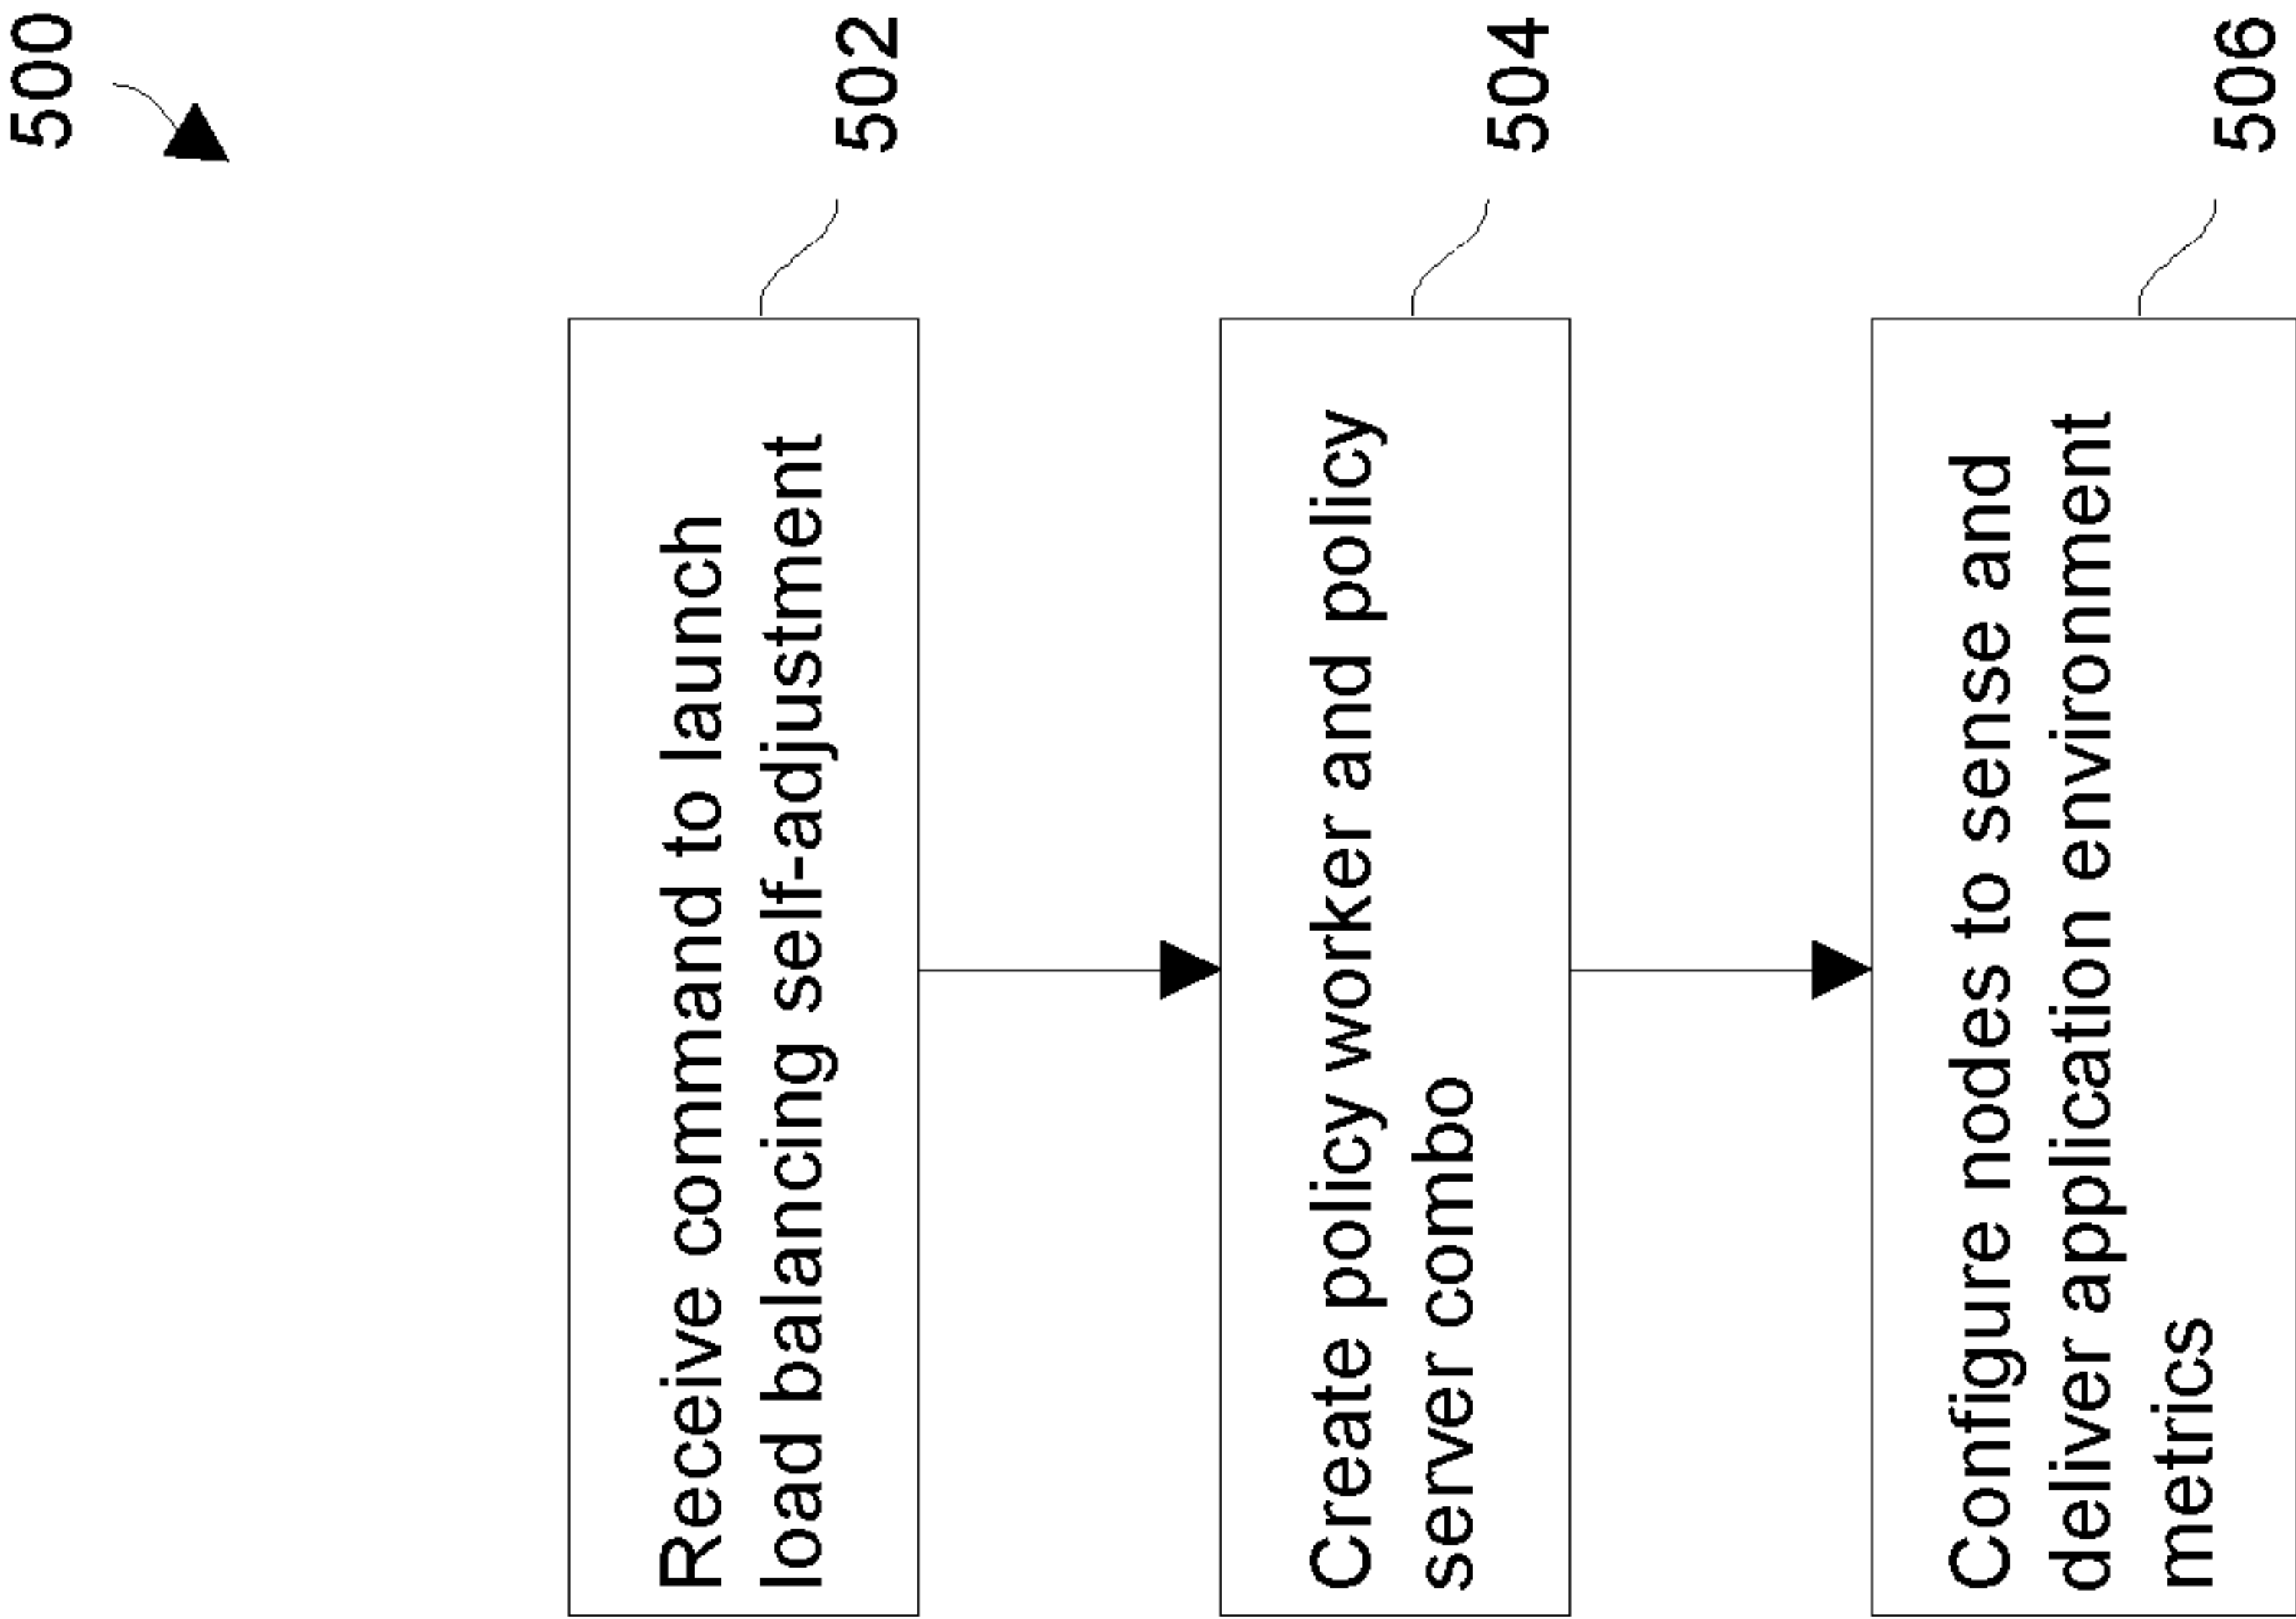 500
Receive command to launch
load balancing self-adjustment
502
Create policy worker and policy
server combo
504
Configure nodes to sense and
deliver application environment
metrics
506